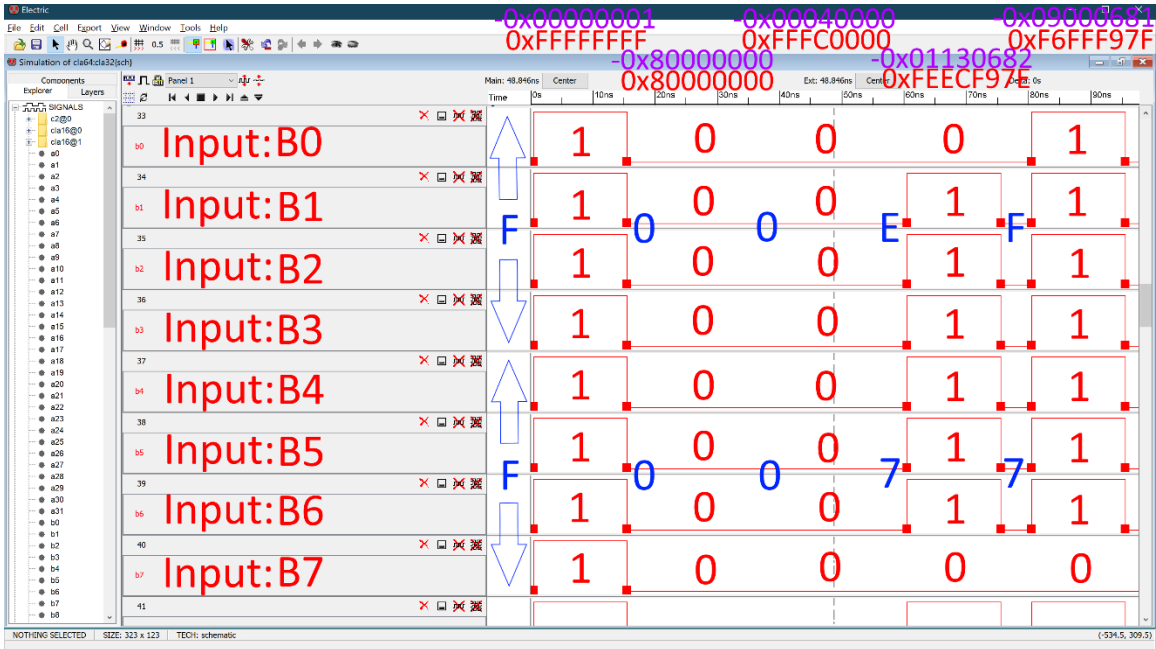 Electric
-0x00000001 -0x00040000 -0x09000681
File Edit Cell Export View Window Tools Help
0xFFFFFFFF 0xFFFC0000 0xF6FFF97F
0.5
Simulation of cla64:cla32{sch}
-0x80000000 -0x01130682
Components
Panel 1
Main: 48.846ns Center Ext: 48.846ns Center Delta: 0s
0x80000000 0xFEECF97E
Explorer Layers
Time 0s 10ns 20ns 30ns 40ns 50ns 60ns 70ns 80ns 90ns
SIGNALS
c2@0
cla16@0
cla16@1
a0
a1
a2
a3
a4
a5
a6
a7
a8
a9
a10
a11
a12
a13
a14
a15
a16
a17
a18
a19
a20
a21
a22
a23
a24
a25
a26
a27
a28
a29
a30
a31
b0
b1
b2
b3
b4
b5
b6
b7
b8
33
b0 Input:B0 1 0 0 0 1
34
b1 Input:B1 1 0 0 1 1
F 0 0 E F
35
b2 Input:B2 1 0 0 1 1
36
b3 Input:B3 1 0 0 1 1
37
b4 Input:B4 1 0 0 1 1
38
b5 Input:B5 1 0 0 1 1
F 0 0 7 7
39
b6 Input:B6 1 0 0 1 1
40
b7 Input:B7 1 0 0 0 0
41
NOTHING SELECTED SIZE: 323 x 123 TECH: schematic (-534.5, 309.5)